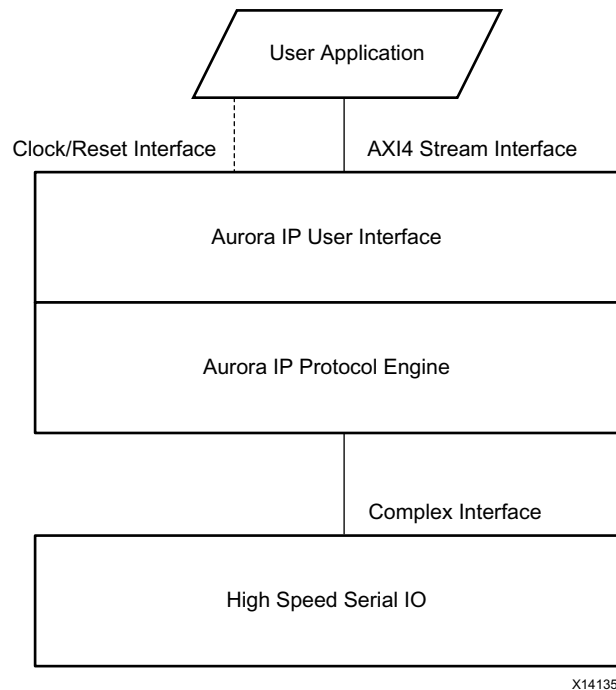 User Application
Clock/Reset Interface
AXI4 Stream Interface
Aurora IP User Interface
Aurora IP Protocol Engine
Complex Interface
High Speed Serial IO
X14135